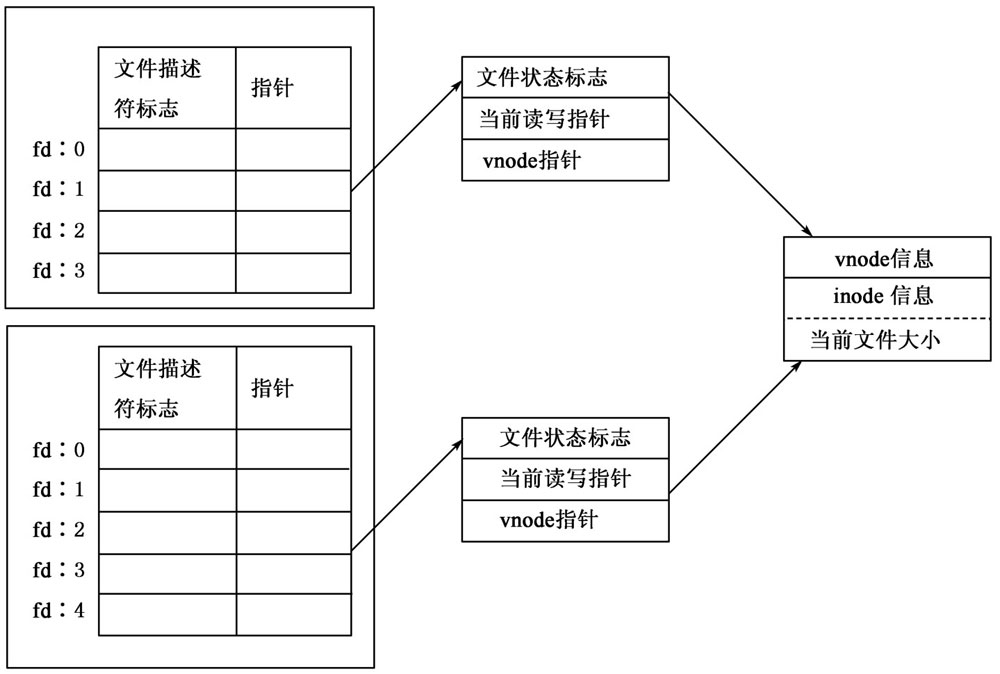 文件描述
符标志
指针
fd：0
fd：1
fd：2
fd：3
文件状态标志
当前读写指针
vnode指针
vnode信息
inode 信息
当前文件大小
文件描述
符标志
指针
fd：0
fd：1
fd：2
fd：3
fd：4
文件状态标志
当前读写指针
vnode指针